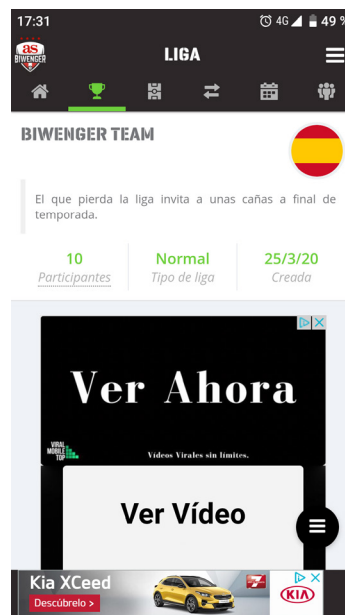 17:31
4G
49 %
as
BIWENGER
LIGA
BIWENGER TEAM
El que pierda la liga invita a unas cañas a final de
temporada.
10
Participantes
Normal
Tipo de liga
25/3/20
Creada
Ver Ahora
VIRAL
MOBILE
TOP
Vídeos Virales sin límites.
Ver Vídeo
Kia XCeed
Descúbrelo >
KIA